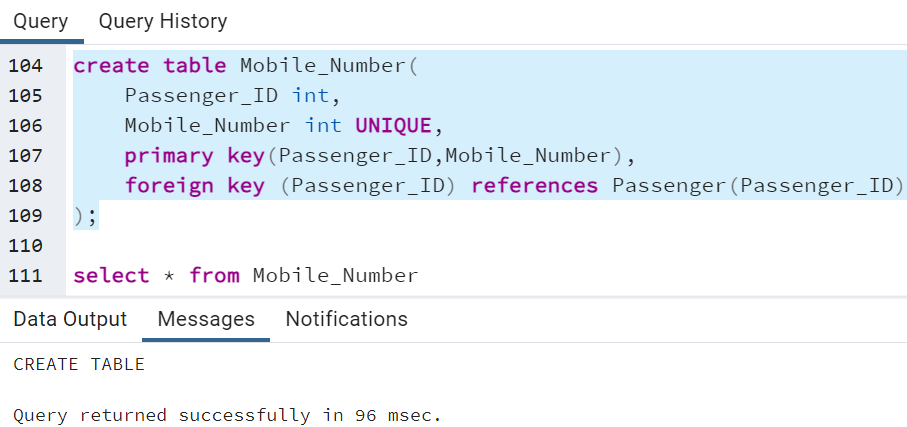 Query Query History
104 create table Mobile_Number(
105 Passenger_ID int,
106 Mobile_Number int UNIQUE,
107 primary key(Passenger_ID,Mobile_Number),
108 foreign key (Passenger_ID) references Passenger(Passenger_ID)
109 );
110
111 select * from Mobile_Number
Data Output Messages Notifications
CREATE TABLE
Query returned successfully in 96 msec.